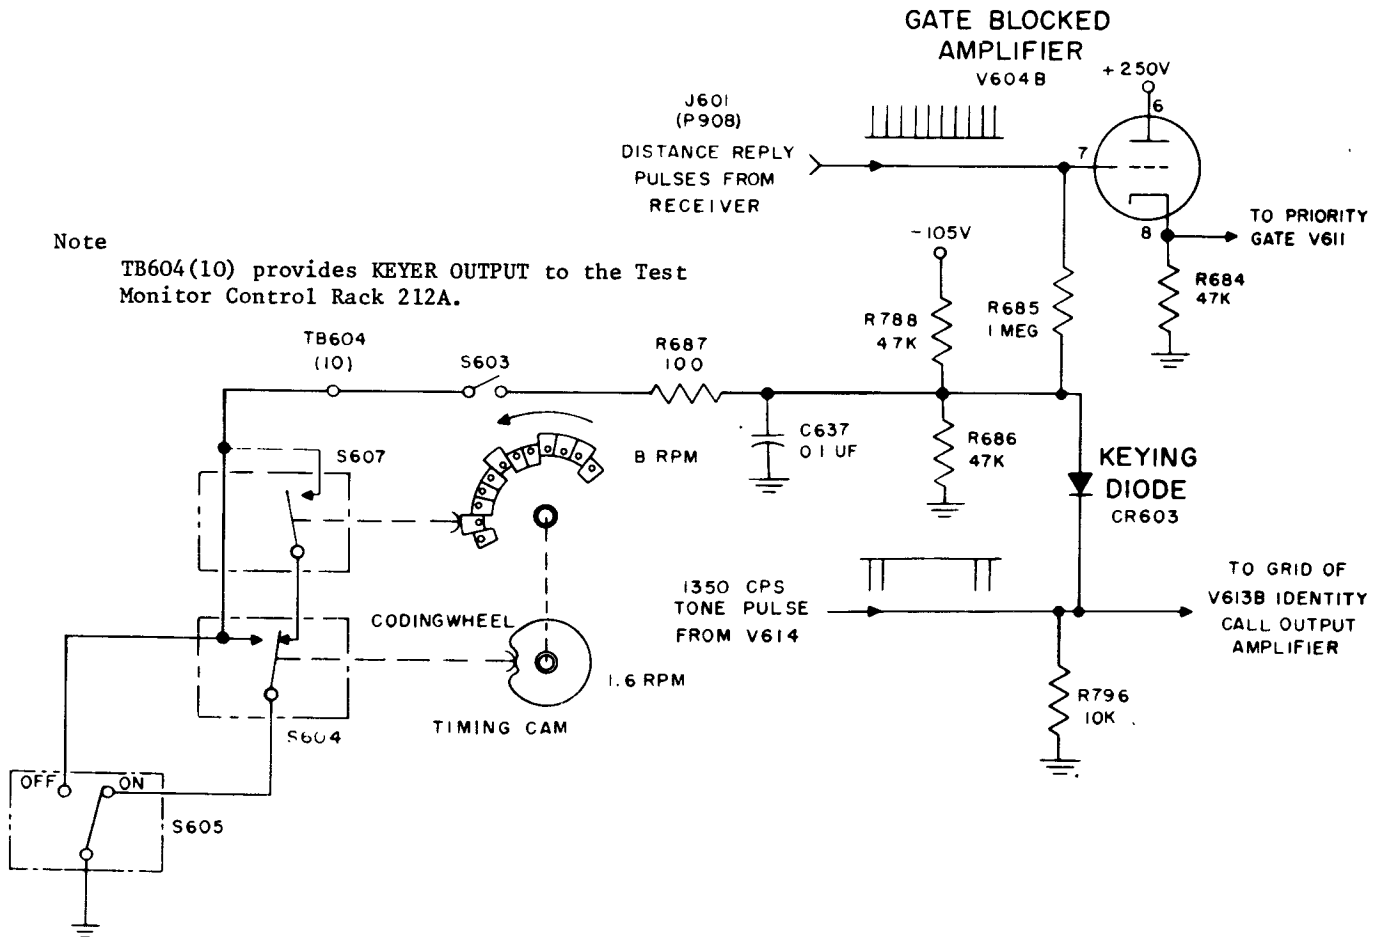 GATE BLOCKED
AMPLIFIER
V604B
+250V
6
J601
(P908)
DISTANCE REPLY
PULSES FROM
RECEIVER
7
8
TO PRIORITY
GATE V611
R684
47K
Note
TB604(10) provides KEYER OUTPUT to the Test
Monitor Control Rack 212A.
-105V
R788
47K
R685
1 MEG
TB604
(10)
S603
R687
100
C637
0.1 UF
R686
47K
S607
8 RPM
KEYING
DIODE
CR603
1350 CPS
TONE PULSE
FROM V614
TO GRID OF
V613B IDENTITY
CALL OUTPUT
AMPLIFIER
CODINGWHEEL
1.6 RPM
R796
10K
TIMING CAM
S604
OFF
ON
S605